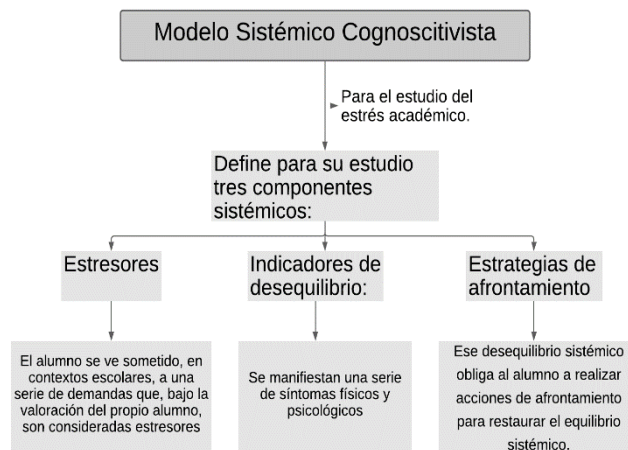 Modelo Sistémico Cognoscitivista
Para el estudio del
estrés académico.
Define para su estudio
tres componentes
sistémicos:
Estresores
Indicadores de
desequilibrio:
Estrategias de
afrontamiento
El alumno se ve sometido, en
contextos escolares, a una
serie de demandas que, bajo la
valoración del propio alumno,
son consideradas estresores
Se manifiestan una serie
de síntomas físicos y
psicológicos
Ese desequilibrio sistémico
obliga al alumno a realizar
acciones de afrontamiento
para restaurar el equilibrio
sistémico.